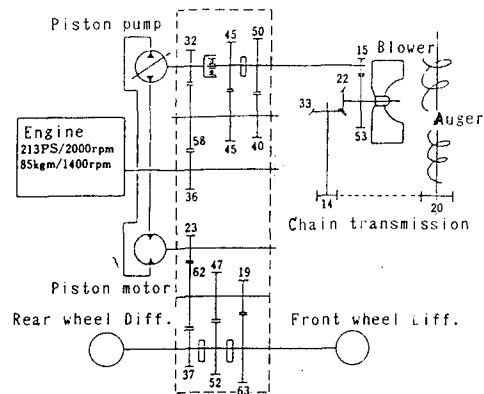 Piston pump
32
45
50
15
Blower
22
33
Auger
Engine
213PS/2000rpm
85kgm/1400rpm
58
45
40
53
36
14
20
Chain transmission
23
62
47
19
Piston motor
Rear wheel Diff.
Front wheel Liff.
37
52
63